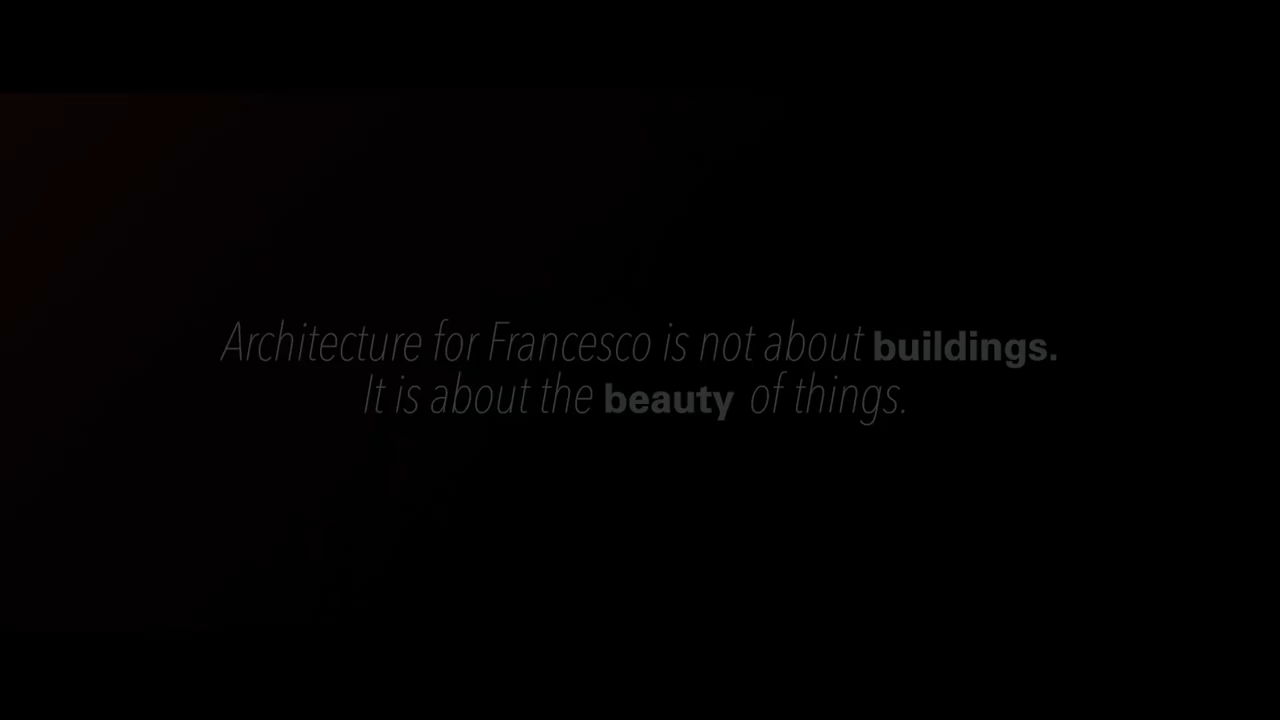 Architecture for Francesco is not about buildings.
It is about the beauty of things.